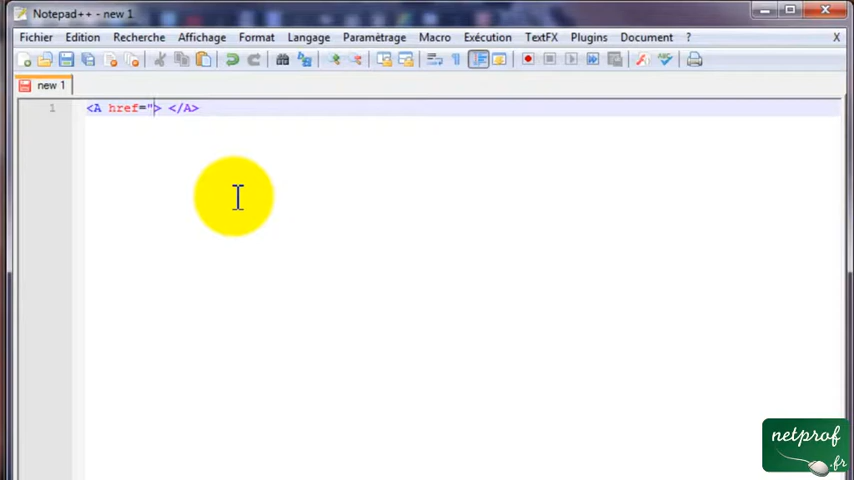 Notepad++ - new 1
Fichier Edition Recherche Affichage Format Langage Paramètrage Macro Exécution TextFX Plugins Document ? X
new 1
1 <A href="> </A>
netprof
.fr